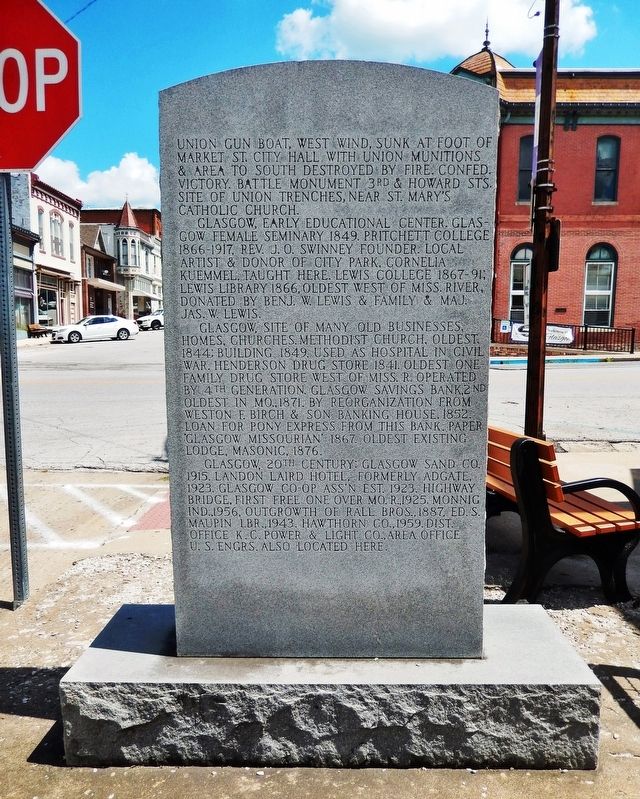 OP
UNION GUN BOAT, WEST WIND, SUNK AT FOOT OF
MARKET ST. CITY HALL WITH UNION MUNITIONS
& AREA TO SOUTH DESTROYED BY FIRE. CONFED.
VICTORY. BATTLE MONUMENT 3RD & HOWARD STS.
SITE OF UNION TRENCHES, NEAR ST. MARY'S
CATHOLIC CHURCH.
GLASGOW, EARLY EDUCATIONAL CENTER. GLAS-
GOW FEMALE SEMINARY 1849. PRITCHETT COLLEGE
1866-1917, REV. J. O. SWINNEY FOUNDER. LOCAL
ARTIST & DONOR OF CITY PARK, CORNELIA
KUEMMEL, TAUGHT HERE. LEWIS COLLEGE 1867-91;
LEWIS LIBRARY 1866, OLDEST WEST OF MISS. RIVER,
DONATED BY BENJ. W. LEWIS & FAMILY & MAJ.
JAS. W. LEWIS.
GLASGOW, SITE OF MANY OLD BUSINESSES,
HOMES, CHURCHES. METHODIST CHURCH, OLDEST,
1844; BUILDING 1849, USED AS HOSPITAL IN CIVIL
WAR. HENDERSON DRUG STORE 1841, OLDEST ONE
FAMILY DRUG STORE WEST OF MISS. R. OPERATED
BY 4TH GENERATION. GLASGOW SAVINGS BANK, 2ND
OLDEST IN MO., 1871, BY REORGANIZATION FROM
WESTON F. BIRCH & SON BANKING HOUSE, 1852.
LOAN FOR PONY EXPRESS FROM THIS BANK. PAPER
'GLASGOW MISSOURIAN' 1867. OLDEST EXISTING
LODGE, MASONIC, 1876.
GLASGOW, 20TH CENTURY: GLASGOW SAND CO.
1915. LANDON LAIRD HOTEL, FORMERLY ADGATE,
1923. GLASGOW CO-OP ASS'N EST. 1923. HIGHWAY
BRIDGE, FIRST FREE ONE OVER MO. R., 1925. MONNIG
IND., 1956, OUTGROWTH OF RALL BROS., 1887, ED. S.
MAUPIN LBR., 1943. HAWTHORN CO., 1959. DIST.
OFFICE K. C. POWER & LIGHT CO., AREA OFFICE
U. S. ENGRS. ALSO LOCATED HERE.